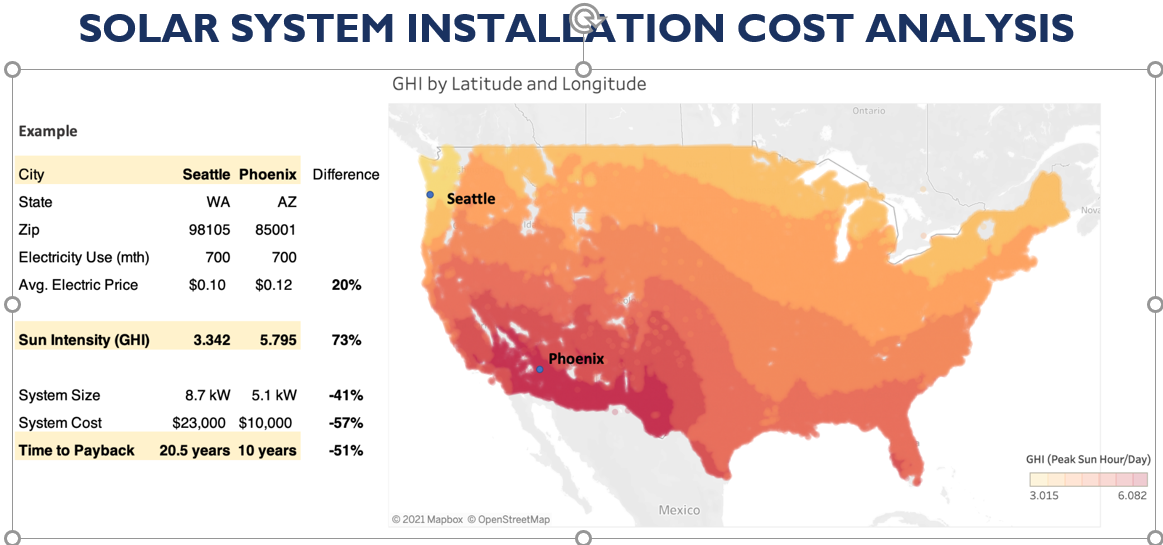 SOLAR SYSTEM INSTALLATION COST ANALYSIS
GHI by Latitude and Longitude
Example
City Seattle Phoenix Difference
State WA AZ
Zip 98105 85001
Electricity Use (mth) 700 700
Avg. Electric Price $0.10 $0.12 20%
Sun Intensity (GHI) 3.342 5.795 73%
System Size 8.7 kW 5.1 kW -41%
System Cost $23,000 $10,000 -57%
Time to Payback 20.5 years 10 years -51%
Ontario
Seattle
Nova
Phoenix
Mexico
GHI (Peak Sun Hour/Day)
3.015 6.082
© 2021 Mapbox © OpenStreetMap